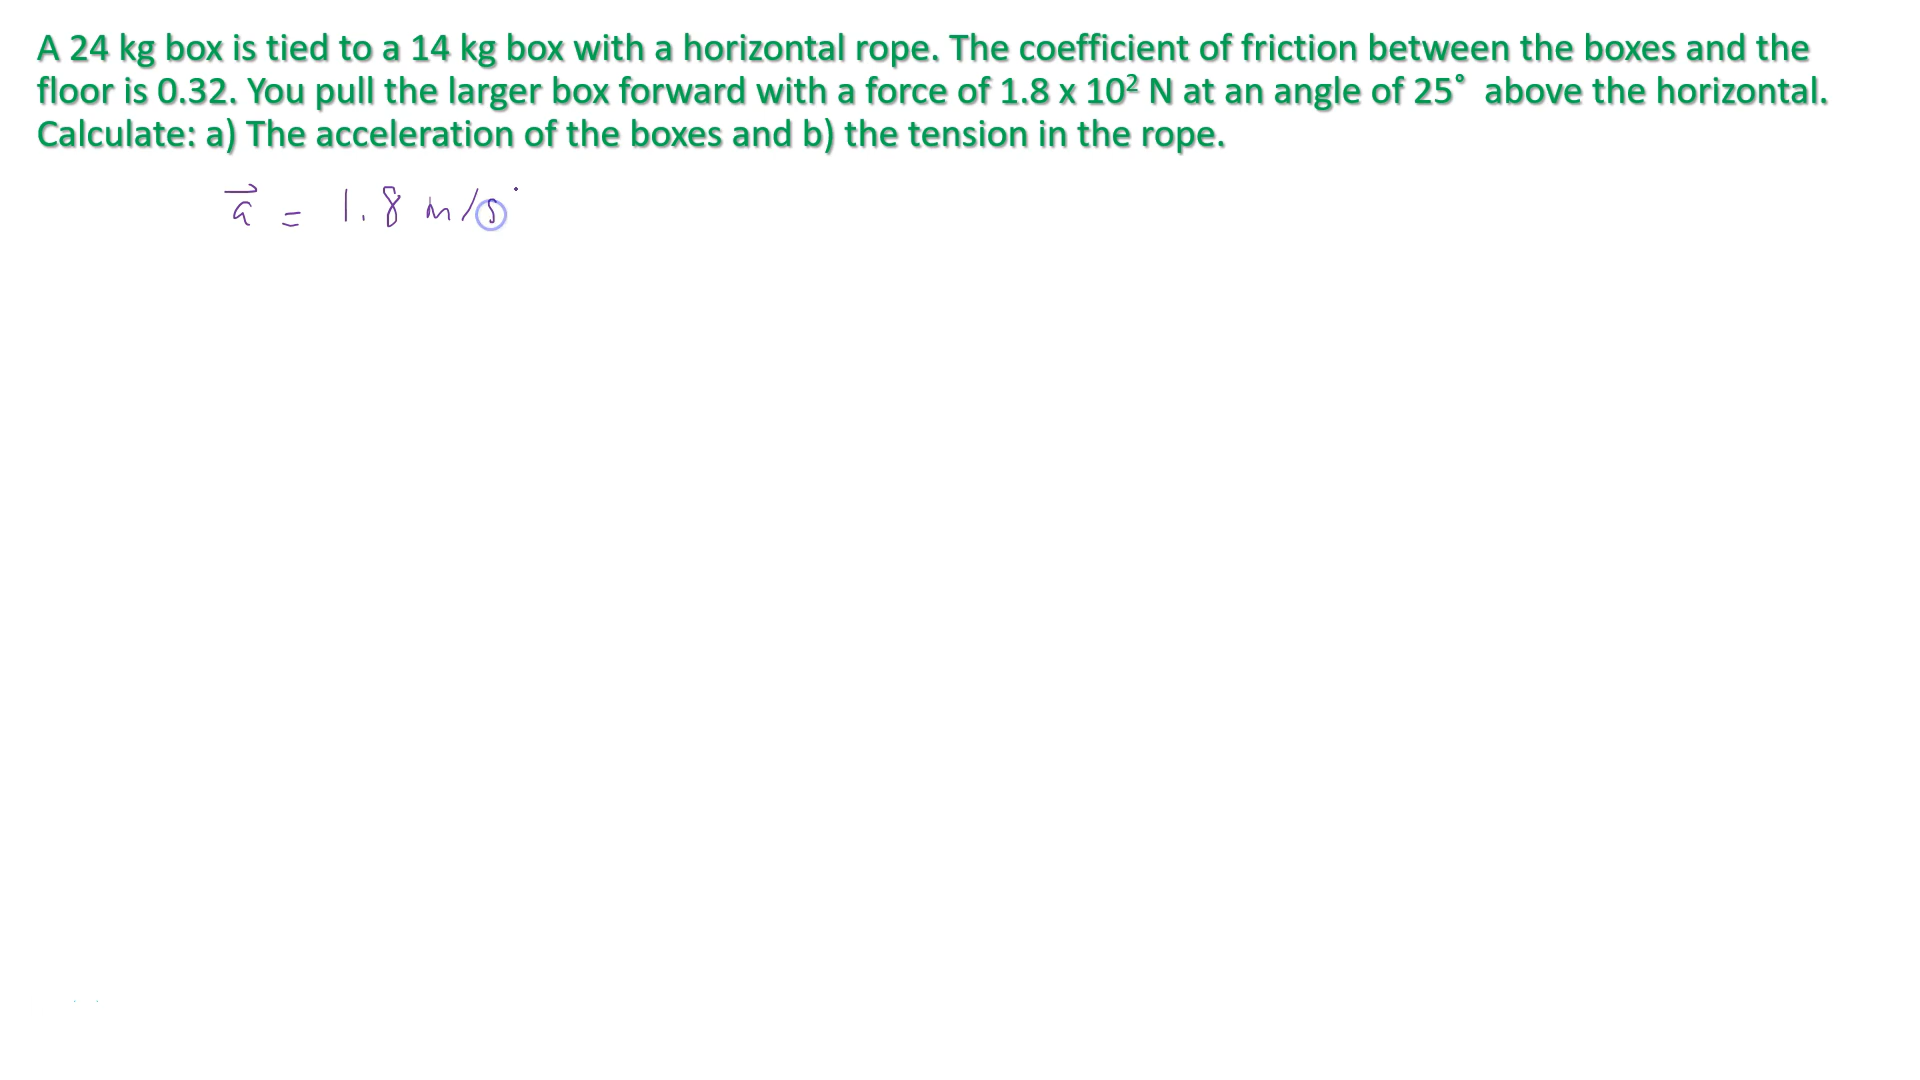 A 24 kg box is tied to a 14 kg box with a horizontal rope. The coefficient of friction between the boxes and the
floor is 0.32. You pull the larger box forward with a force of 1.8 x 10² N at an angle of 25° above the horizontal.
Calculate: a) The acceleration of the boxes and b) the tension in the rope.
a⃗ = 1.8 m/s